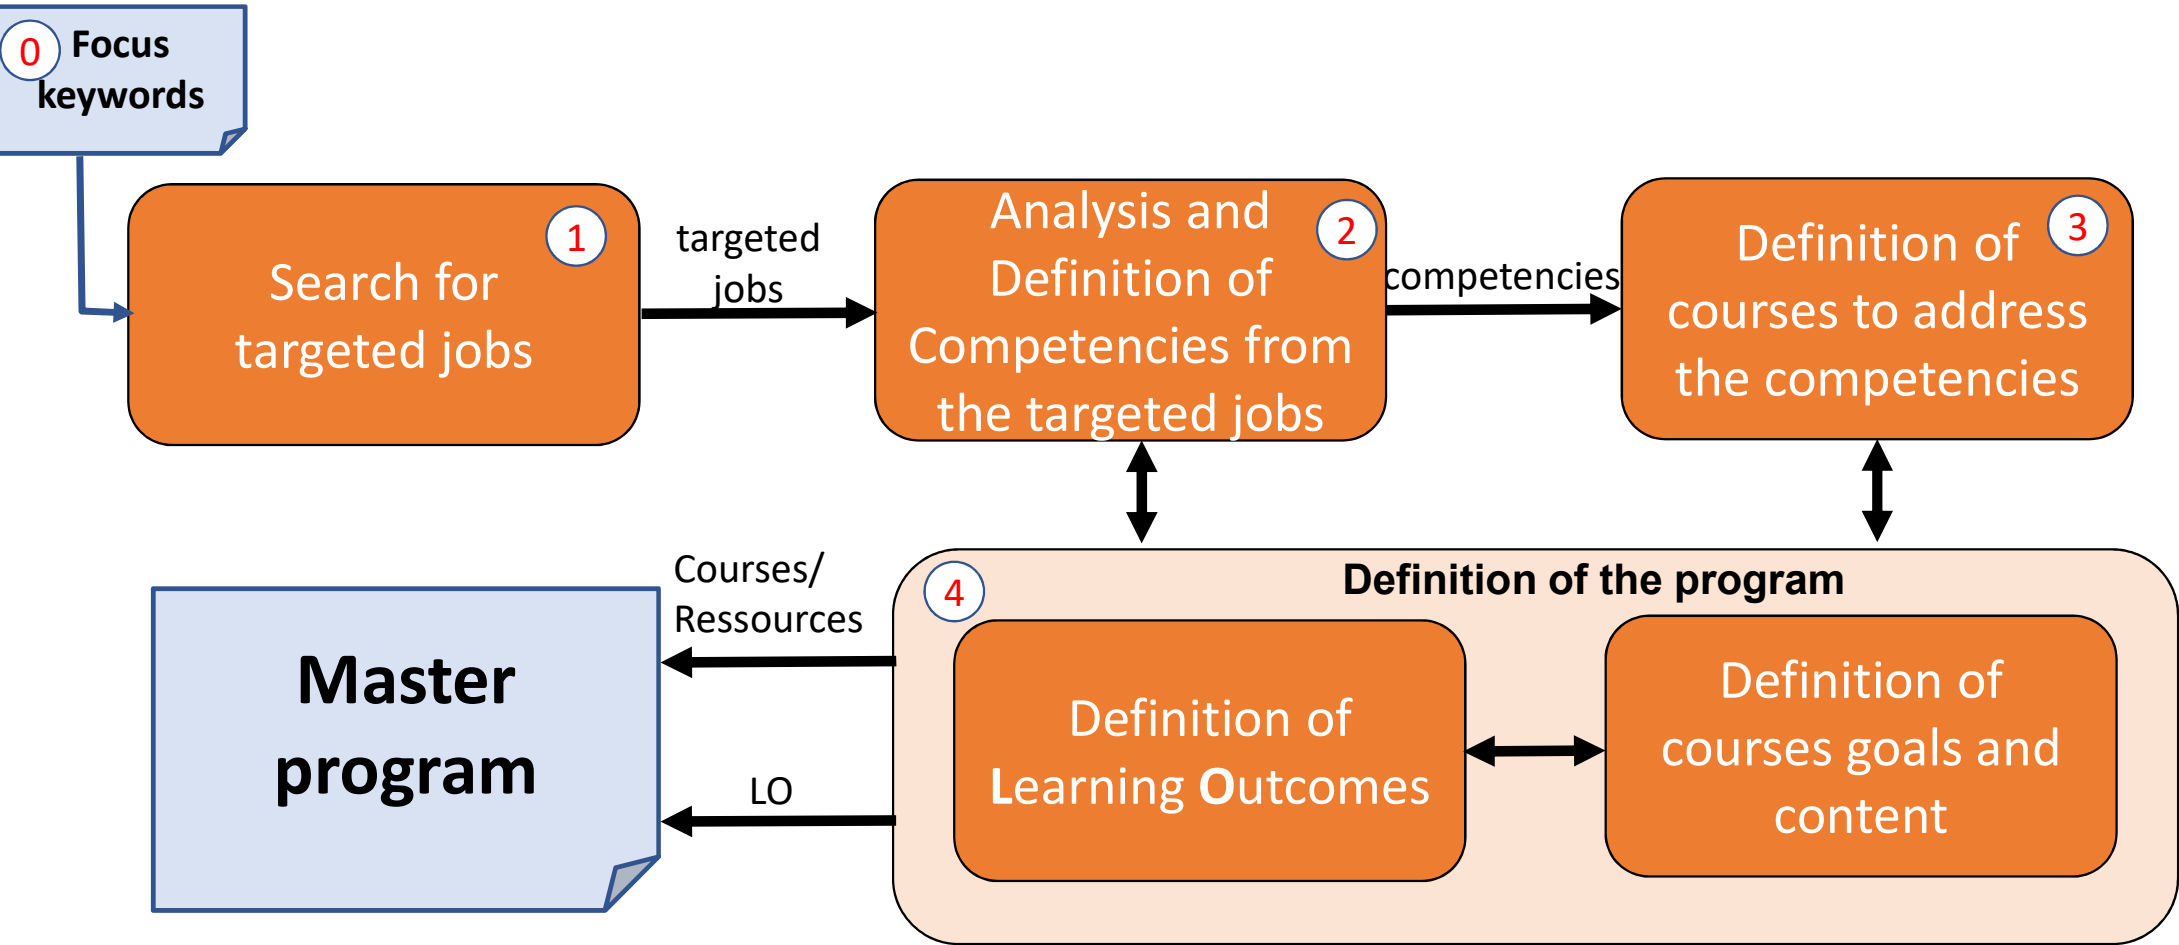 0
Focus
keywords
1
Search for
targeted jobs
targeted
jobs
2
Analysis and
Definition of
Competencies from
the targeted jobs
competencies
3
Definition of
courses to address
the competencies
Master
program
Courses/
Ressources
LO
4
Definition of the program
Definition of
Learning Outcomes
Definition of
courses goals and
content